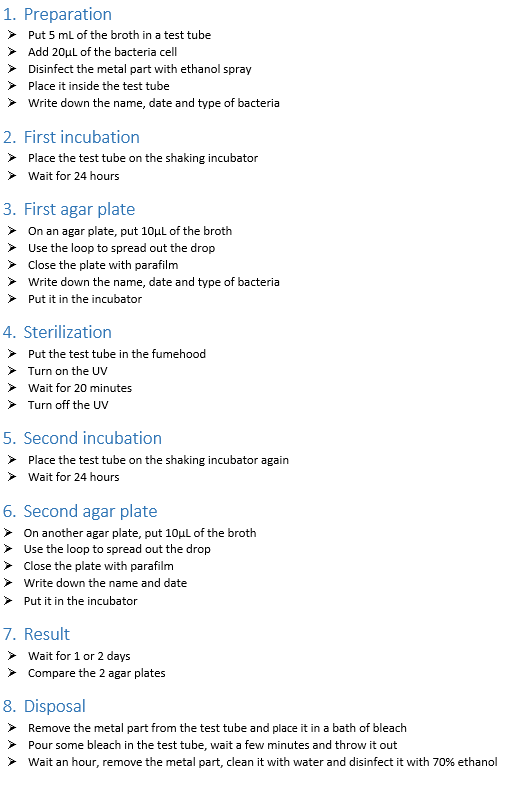 1. Preparation
➢ Put 5 mL of the broth in a test tube
➢ Add 20µL of the bacteria cell
➢ Disinfect the metal part with ethanol spray
➢ Place it inside the test tube
➢ Write down the name, date and type of bacteria
2. First incubation
➢ Place the test tube on the shaking incubator
➢ Wait for 24 hours
3. First agar plate
➢ On an agar plate, put 10µL of the broth
➢ Use the loop to spread out the drop
➢ Close the plate with parafilm
➢ Write down the name, date and type of bacteria
➢ Put it in the incubator
4. Sterilization
➢ Put the test tube in the fumehood
➢ Turn on the UV
➢ Wait for 20 minutes
➢ Turn off the UV
5. Second incubation
➢ Place the test tube on the shaking incubator again
➢ Wait for 24 hours
6. Second agar plate
➢ On another agar plate, put 10µL of the broth
➢ Use the loop to spread out the drop
➢ Close the plate with parafilm
➢ Write down the name and date
➢ Put it in the incubator
7. Result
➢ Wait for 1 or 2 days
➢ Compare the 2 agar plates
8. Disposal
➢ Remove the metal part from the test tube and place it in a bath of bleach
➢ Pour some bleach in the test tube, wait a few minutes and throw it out
➢ Wait an hour, remove the metal part, clean it with water and disinfect it with 70% ethanol